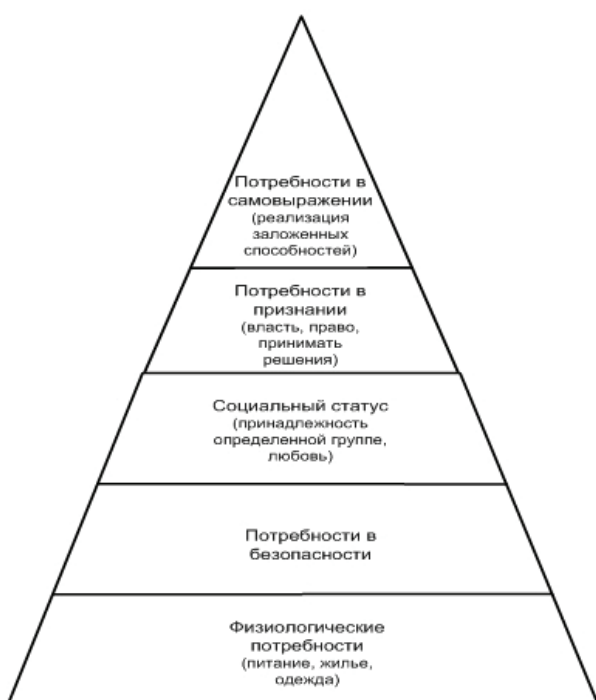 Потребности в
самовыражении
(реализация
заложенных
способностей)
Потребности в
признании
(власть, право,
принимать
решения)
Социальный статус
(принадлежность
определенной группе,
любовь)
Потребности в
безопасности
Физиологические
потребности
(питание, жилье,
одежда)